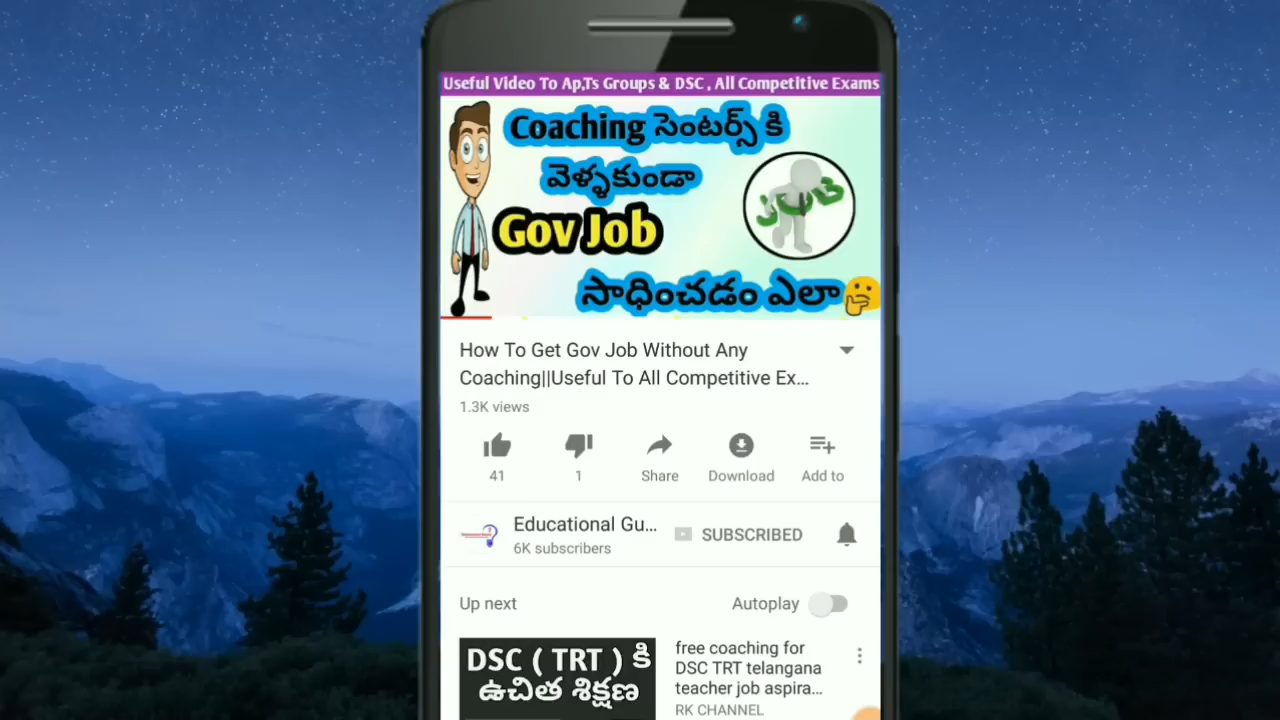 Useful Video To Ap,Ts Groups & DSC , All Competitive Exams
Coaching సెంటర్స్ కి
వెళ్ళకుండా
JOB
Gov Job
సాధించడం ఎలా
How To Get Gov Job Without Any
Coaching||Useful To All Competitive Ex...
1.3K views
41
1
Share
Download
Add to
Educational Gu...
SUBSCRIBED
6K subscribers
Up next
Autoplay
DSC ( TRT ) కి
ఉచిత శిక్షణ
free coaching for
DSC TRT telangana
teacher job aspira...
RK CHANNEL